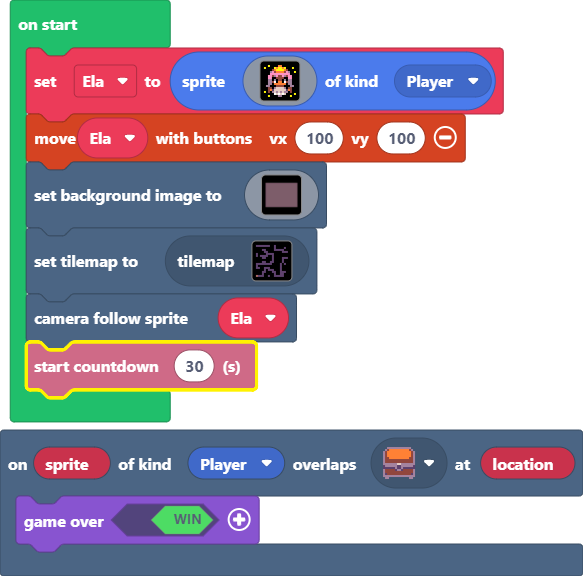 on start
set Ela to sprite of kind Player
move Ela with buttons vx 100 vy 100
set background image to
set tilemap to tilemap
camera follow sprite Ela
start countdown 30 (s)
on sprite of kind Player overlaps at location
game over WIN